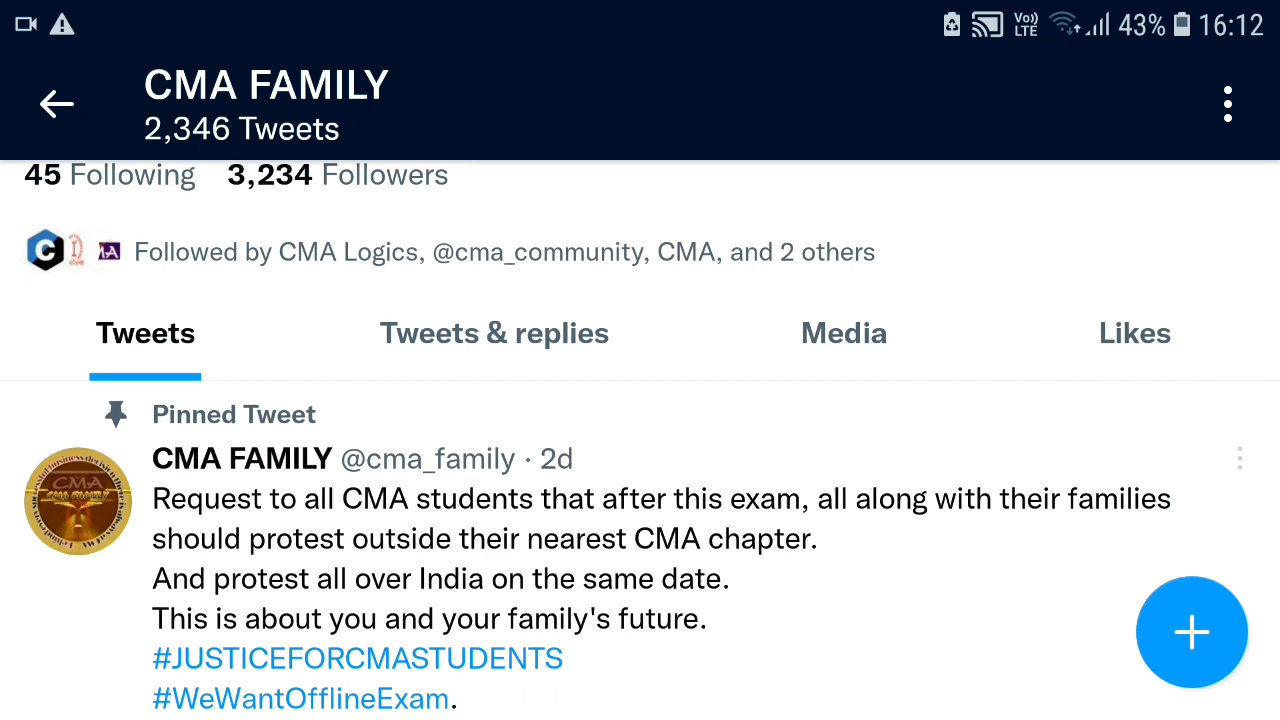 Vo)) LTE 43% 16:12
CMA FAMILY
2,346 Tweets
45 Following 3,234 Followers
Followed by CMA Logics, @cma_community, CMA, and 2 others
Tweets Tweets & replies Media Likes
Pinned Tweet
CMA FAMILY @cma_family · 2d
Request to all CMA students that after this exam, all along with their families
should protest outside their nearest CMA chapter.
And protest all over India on the same date.
This is about you and your family's future.
#JUSTICEFORCMASTUDENTS
#WeWantOfflineExam.